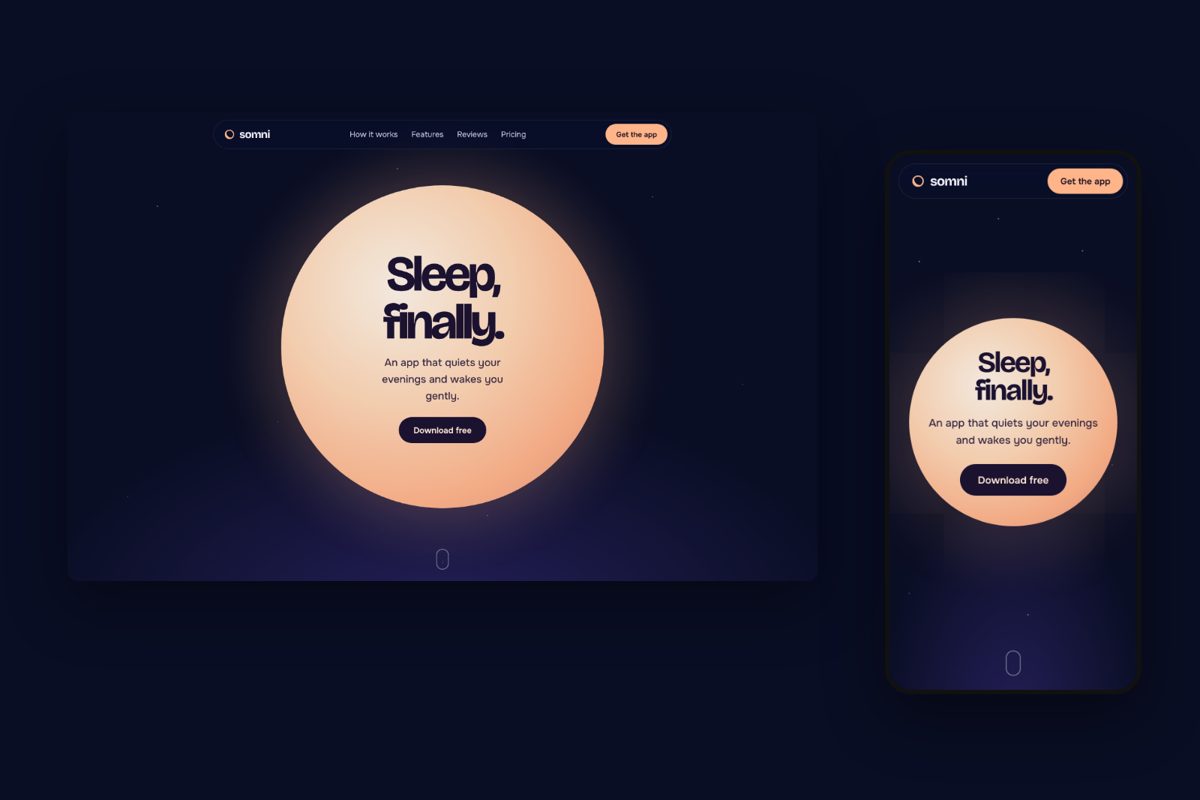 somni
How it works Features Reviews Pricing
Get the app
Sleep,
finally.
An app that quiets your
evenings and wakes you
gently.
Download free
somni
Get the app
Sleep,
finally.
An app that quiets your evenings
and wakes you gently.
Download free